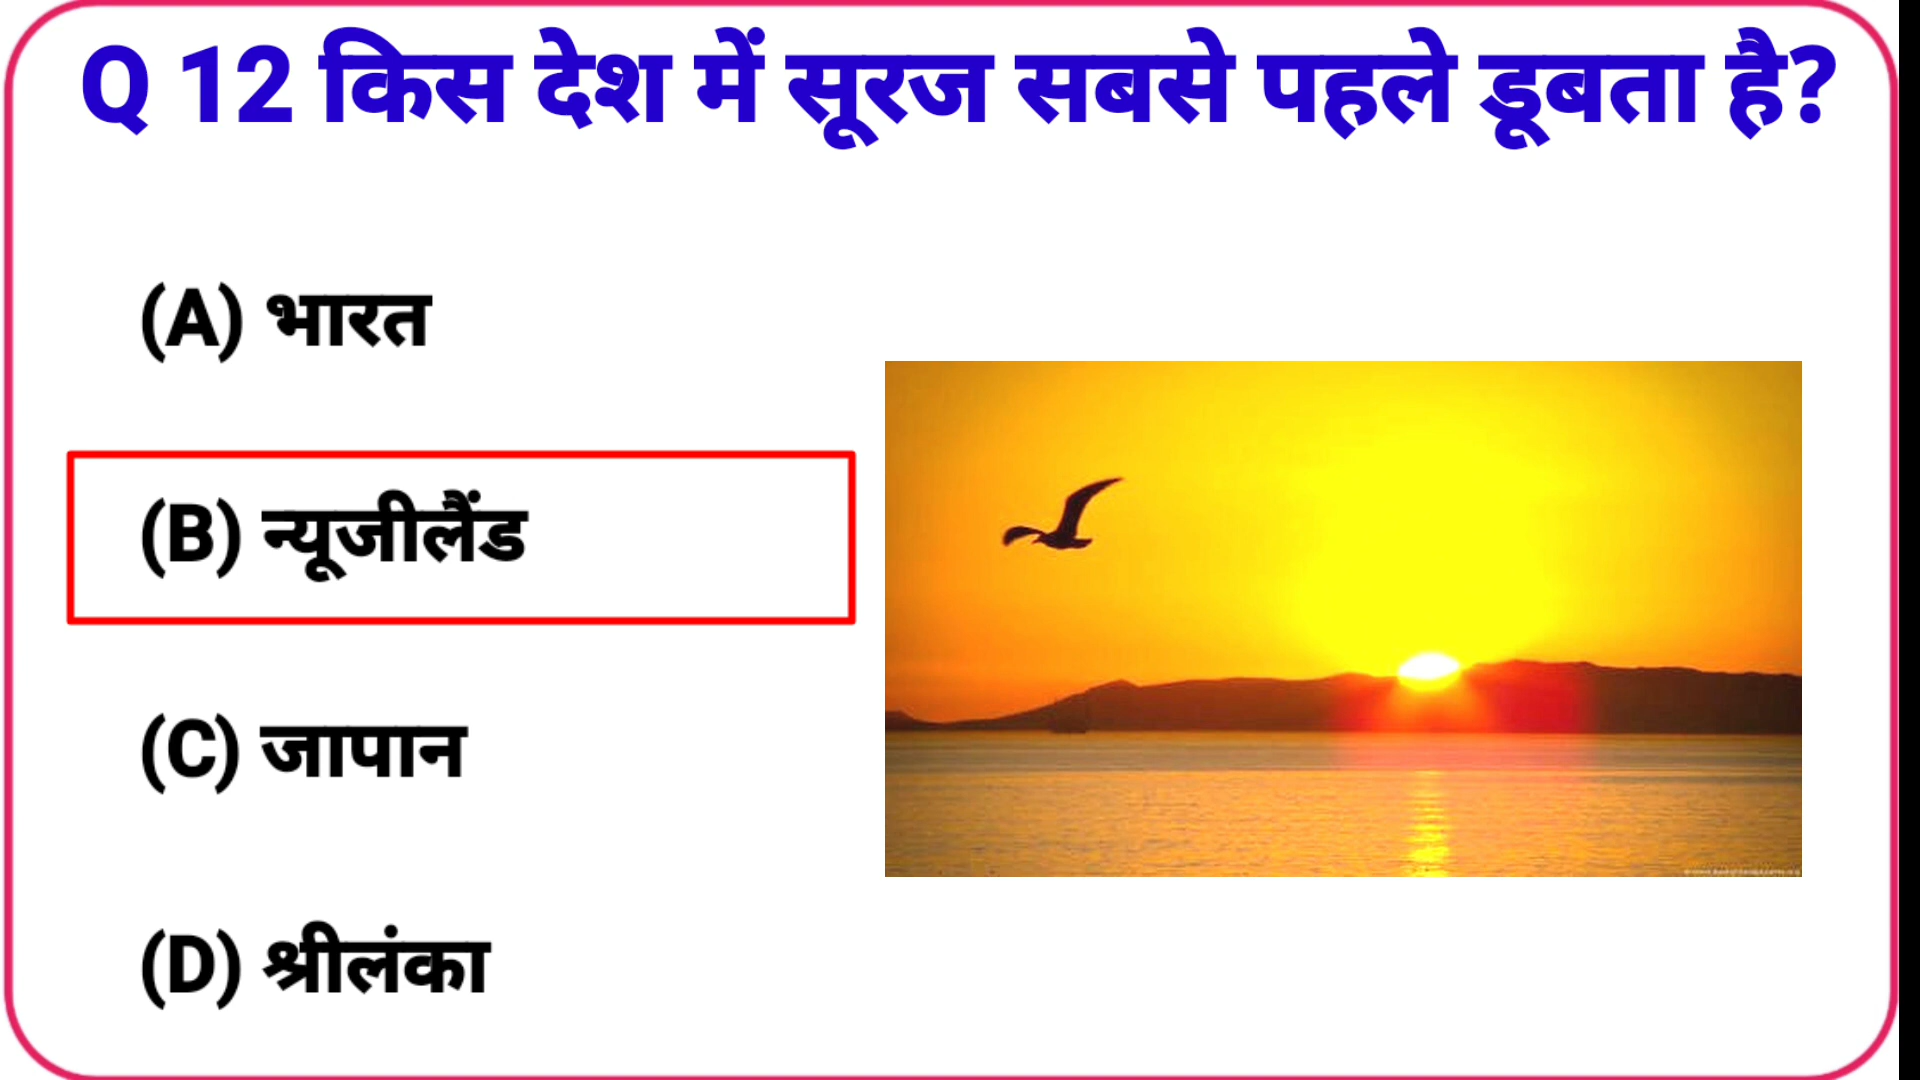 Q 12 किस देश में सूरज सबसे पहले डूबता है?
(A) भारत
(B) न्यूजीलैंड
(C) जापान
(D) श्रीलंका